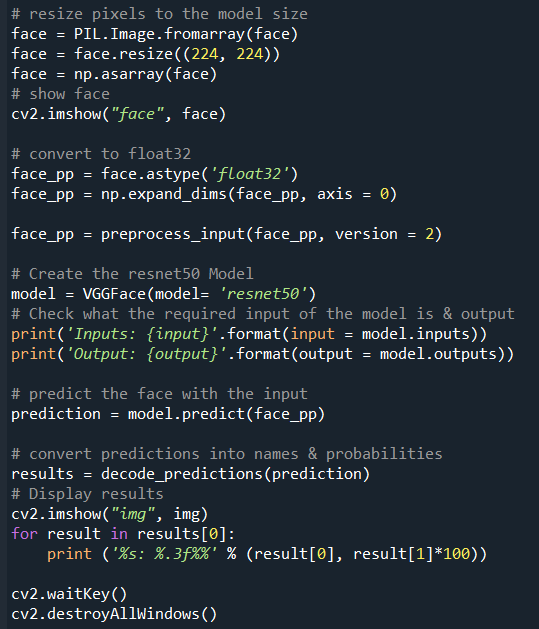 # resize pixels to the model size
face = PIL.Image.fromarray(face)
face = face.resize((224, 224))
face = np.asarray(face)
# show face
cv2.imshow("face", face)

# convert to float32
face_pp = face.astype('float32')
face_pp = np.expand_dims(face_pp, axis = 0)

face_pp = preprocess_input(face_pp, version = 2)

# Create the resnet50 Model
model = VGGFace(model= 'resnet50')
# Check what the required input of the model is & output
print('Inputs: {input}'.format(input = model.inputs))
print('Output: {output}'.format(output = model.outputs))

# predict the face with the input
prediction = model.predict(face_pp)

# convert predictions into names & probabilities
results = decode_predictions(prediction)
# Display results
cv2.imshow("img", img)
for result in results[0]:
    print ('%s: %.3f%%' % (result[0], result[1]*100))

cv2.waitKey()
cv2.destroyAllWindows()